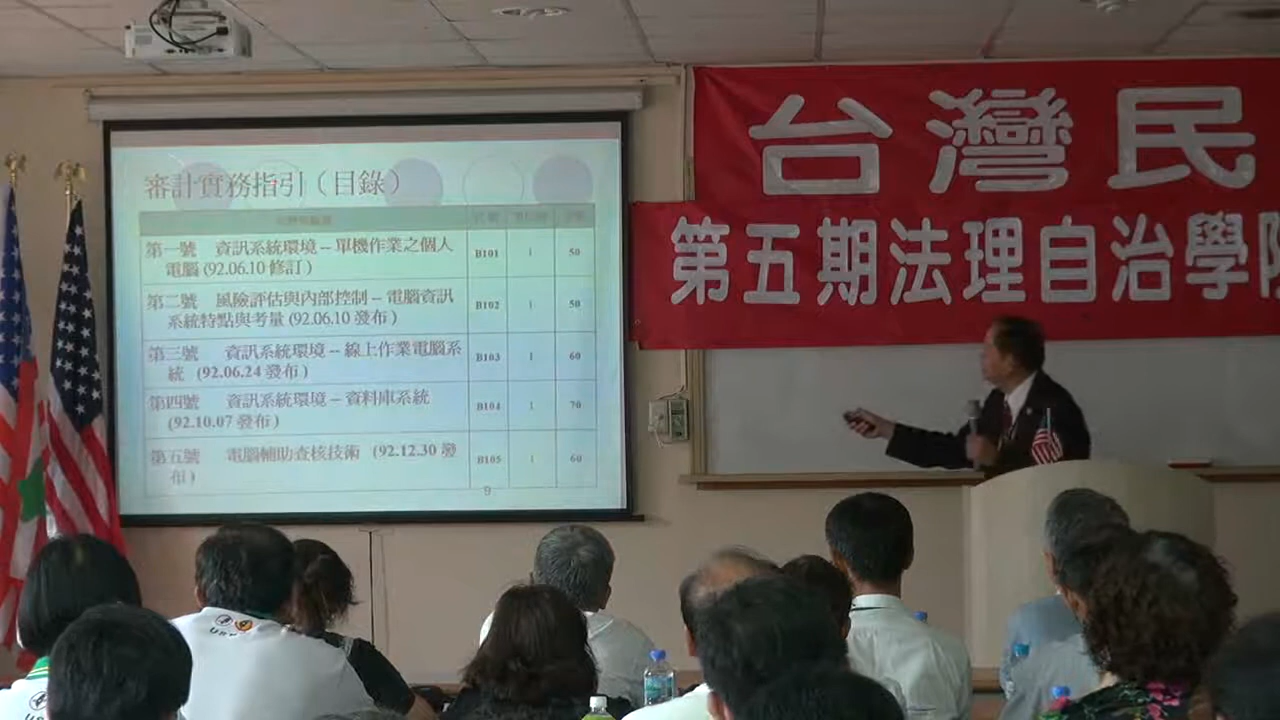 台灣民
第五期法理自治學院
審計實務指引（目錄）
第一號 資訊系統環境－單機作業之個人
電腦 (92.06.10 修訂) B101 1 50
第二號 風險評估與內部控制－電腦資訊
系統特點與考量 (92.06.10 發布) B102 1 50
第三號 資訊系統環境－線上作業電腦系
統 (92.06.24 發布) B103 1 60
第四號 資訊系統環境－資料庫系統
(92.10.07 發布) B104 1 70
第五號 電腦輔助查核技術 (92.12.30 發
布) B105 1 60
9